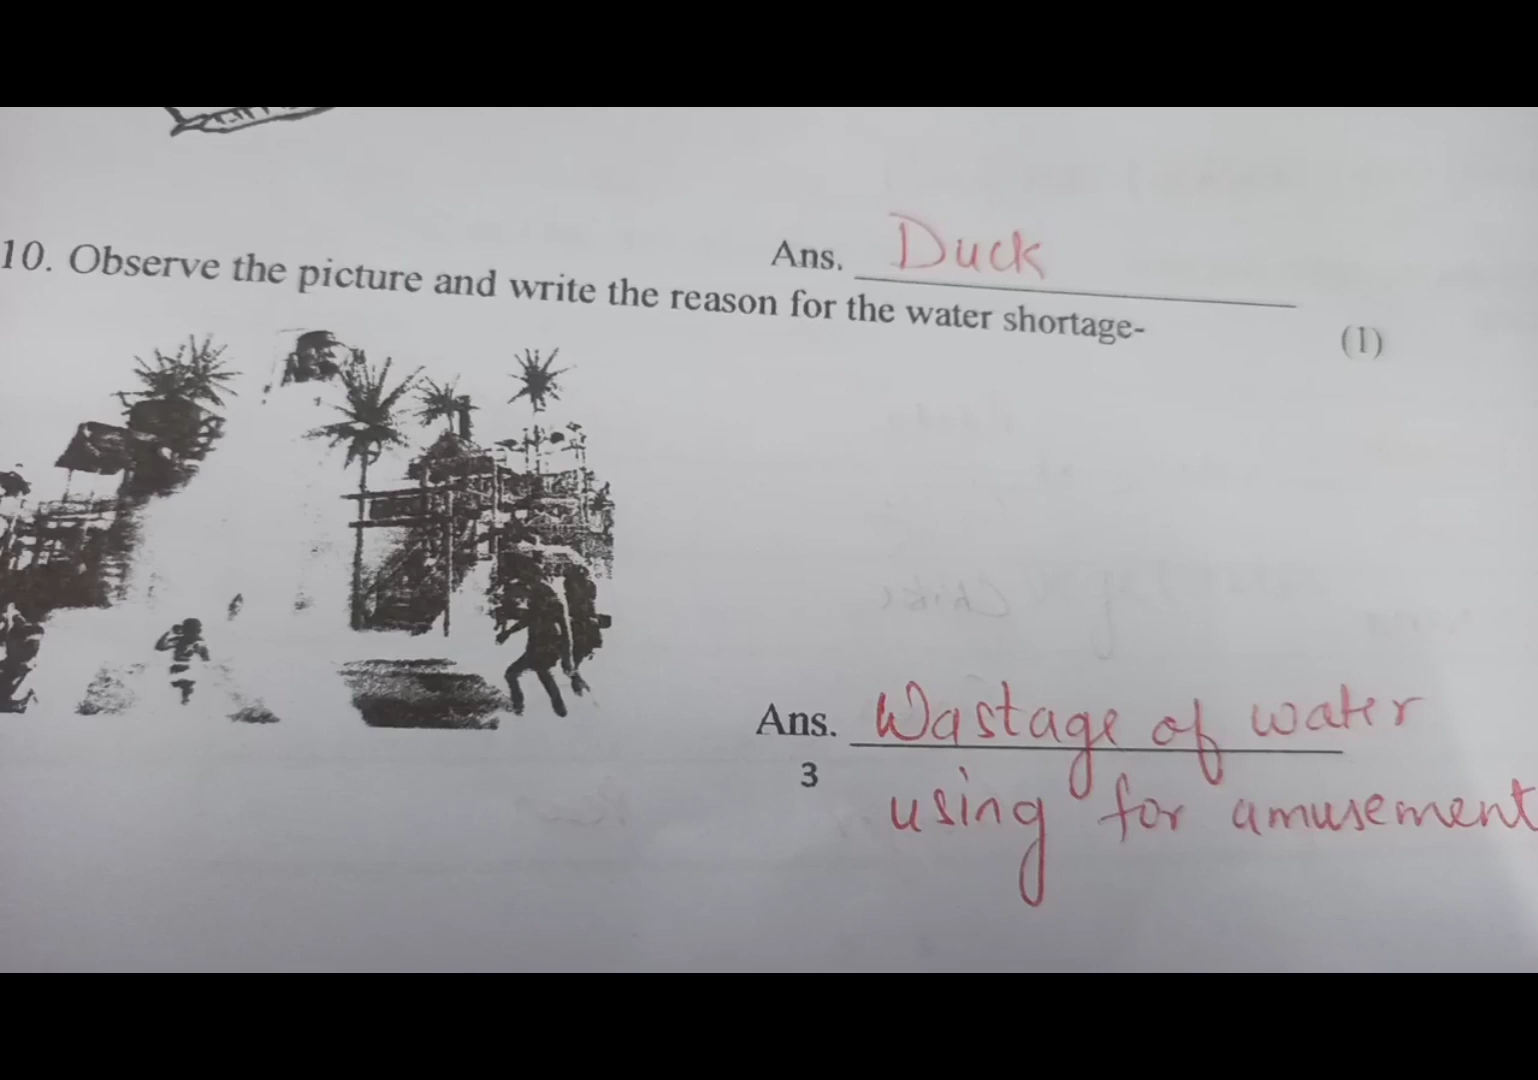 Ans. Duck
10. Observe the picture and write the reason for the water shortage-
(1)
Ans. Wastage of water
3
using for amusement